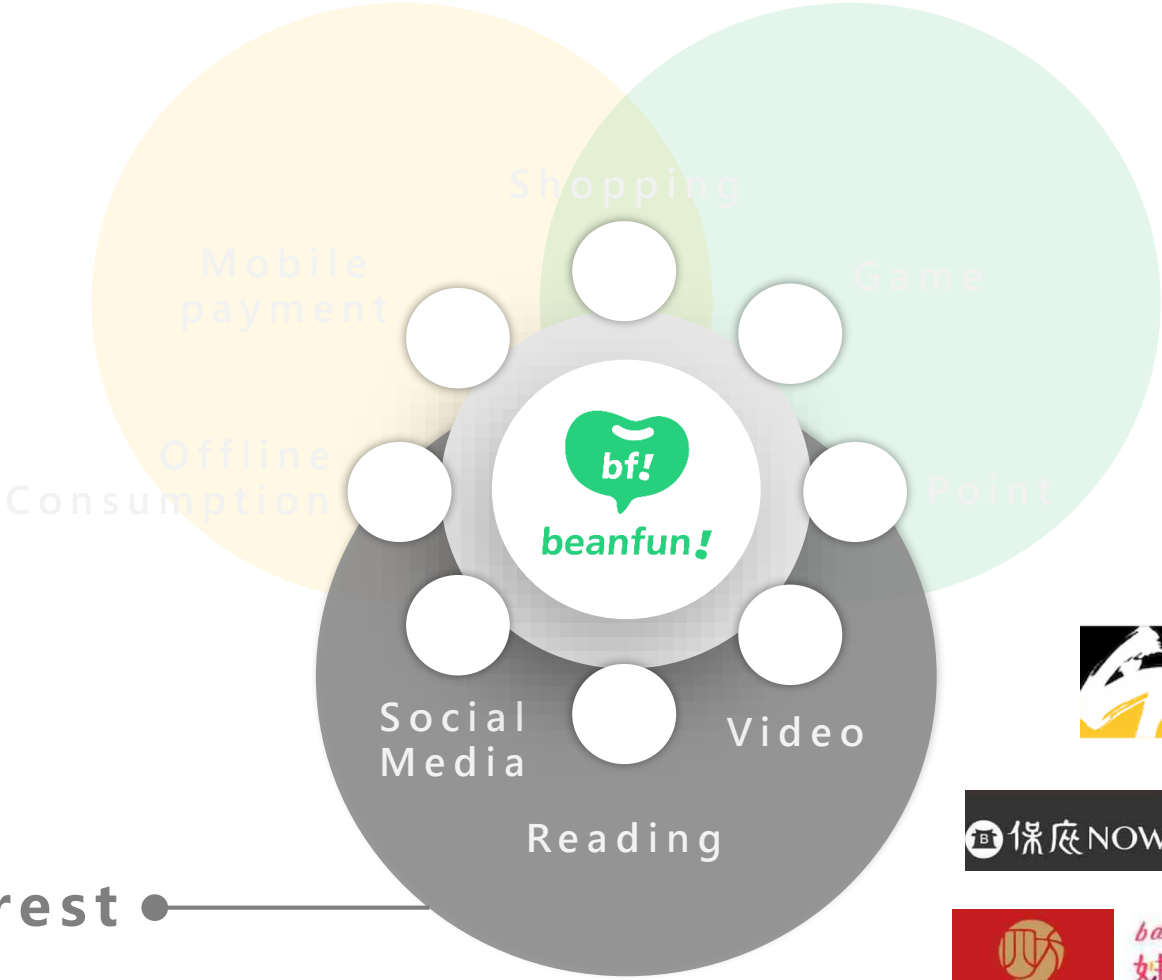 Shopping
Mobile
payment
Game
Offline
Consumption
Point
bf!
beanfun!
Social
Media
Video
Reading
保庇NOW
rest
ba